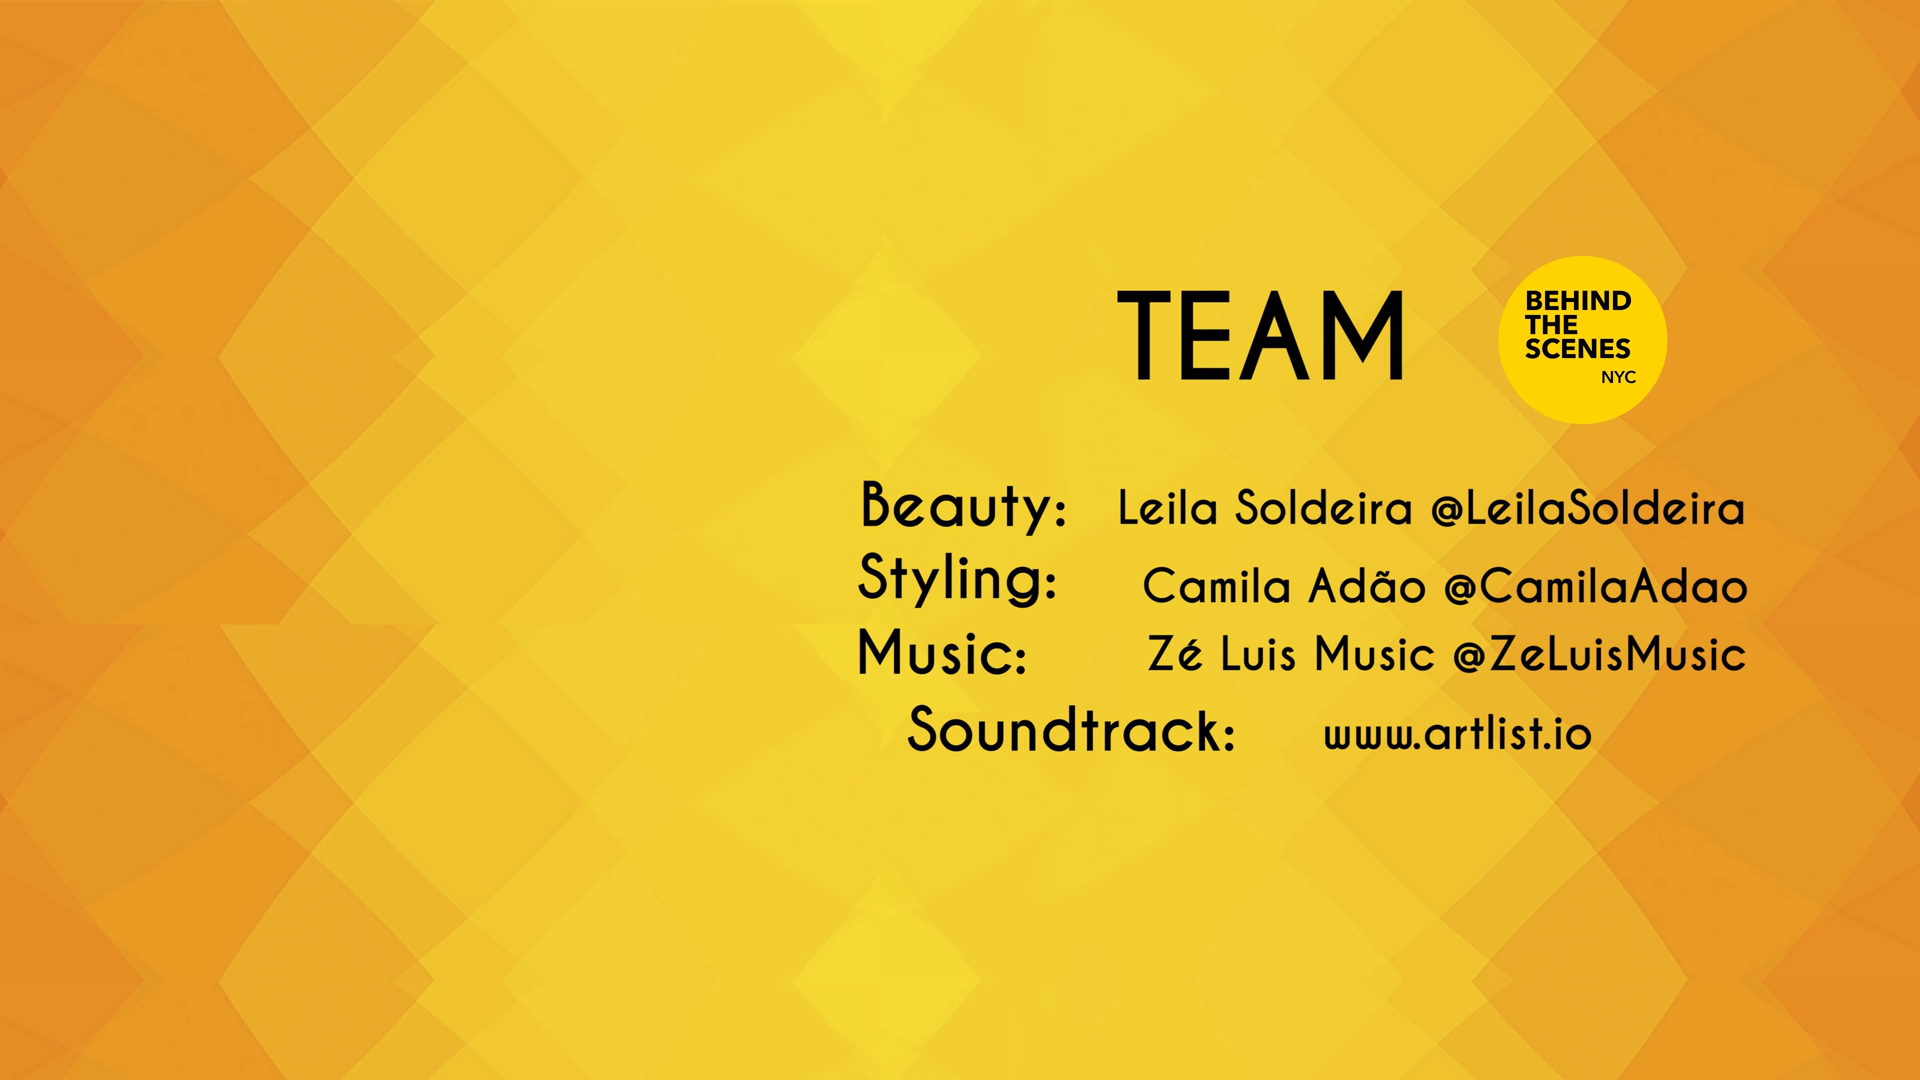 TEAM
BEHIND
THE
SCENES
NYC
Beauty: Leila Soldeira @LeilaSoldeira
Styling: Camila Adão @CamilaAdao
Music: Zé Luis Music @ZeLuisMusic
Soundtrack: www.artlist.io